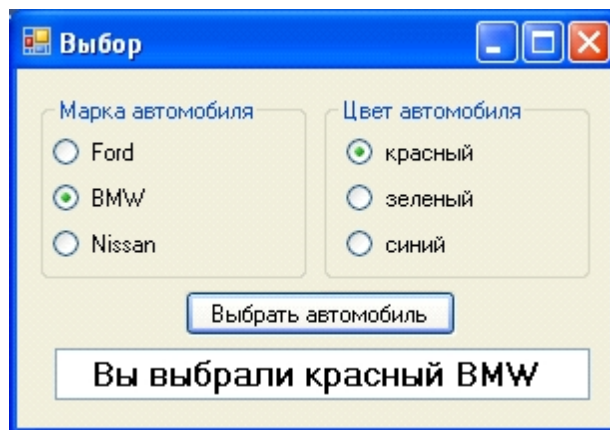 Выбор
Марка автомобиля
Ford
BMW
Nissan
Цвет автомобиля
красный
зеленый
синий
Выбрать автомобиль
Вы выбрали красный BMW